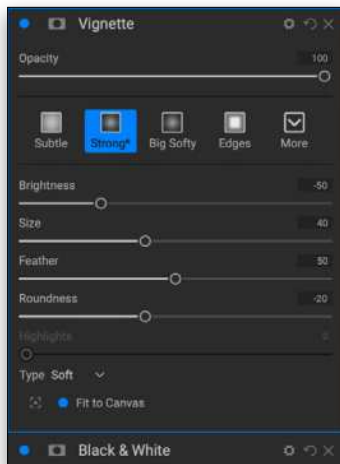 Vignette
Opacity 100
Subtle Strong* Big Softy Edges More
Brightness -50
Size 40
Feather 50
Roundness -20
Highlights
Type Soft
Fit to Canvas
Black & White